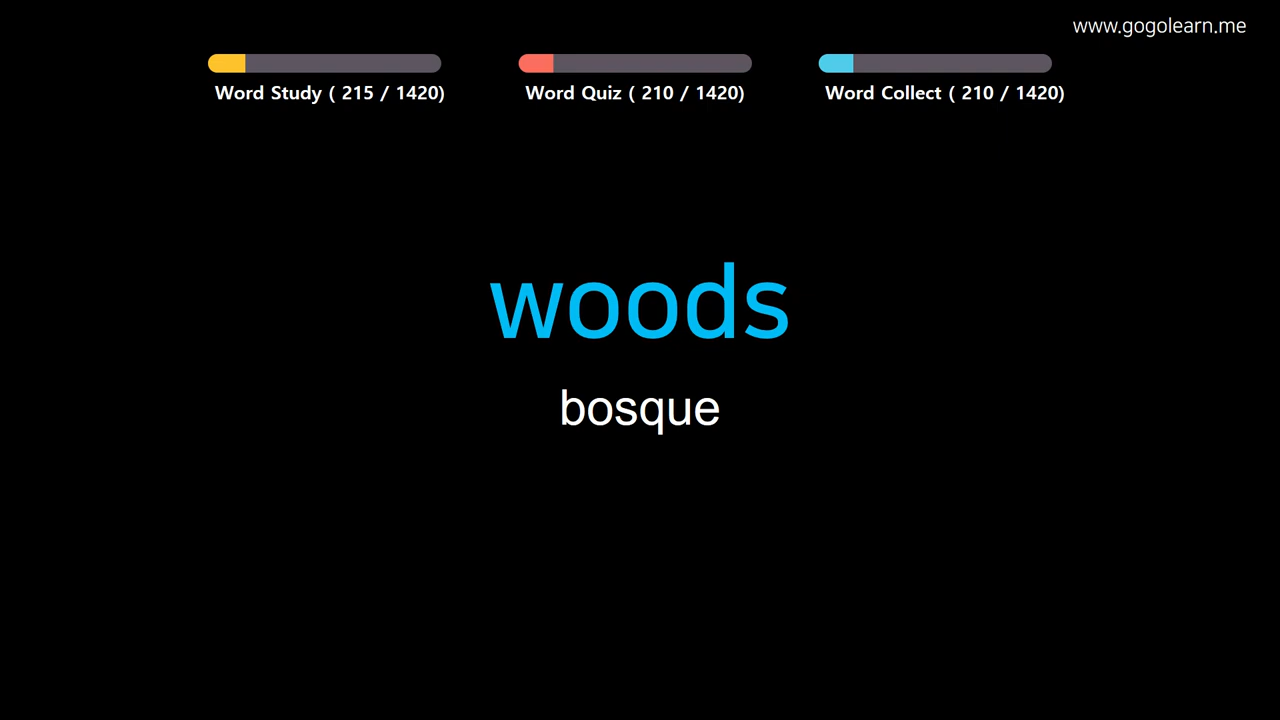 www.gogolearn.me
Word Study ( 215 / 1420)
Word Quiz ( 210 / 1420)
Word Collect ( 210 / 1420)
woods
bosque